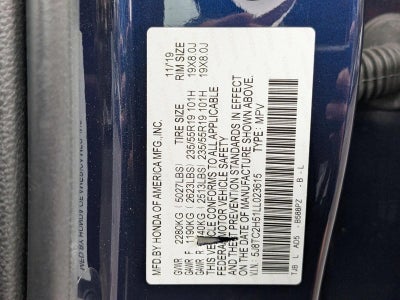 MFD BY HONDA OF AMERICA MFG., INC. 11/19
GVWR 2280KG (5027LBS) TIRE SIZE RIM SIZE
GAWR F 1190KG (2623LBS) 235/55R19 101H 19X8.0J
GAWR R 1140KG (2513LBS) 235/55R19 101H 19X8.0J
THIS VEHICLE CONFORMS TO ALL APPLICABLE
FEDERAL MOTOR VEHICLE SAFETY
AND THEFT PREVENTION STANDARDS IN EFFECT
ON THE DATE OF MANUFACTURE SHOWN ABOVE.
V.I.N.: 5J8TC2H51LL023615 TYPE: MPV
TJB L AD5 - B588PZ - B - L